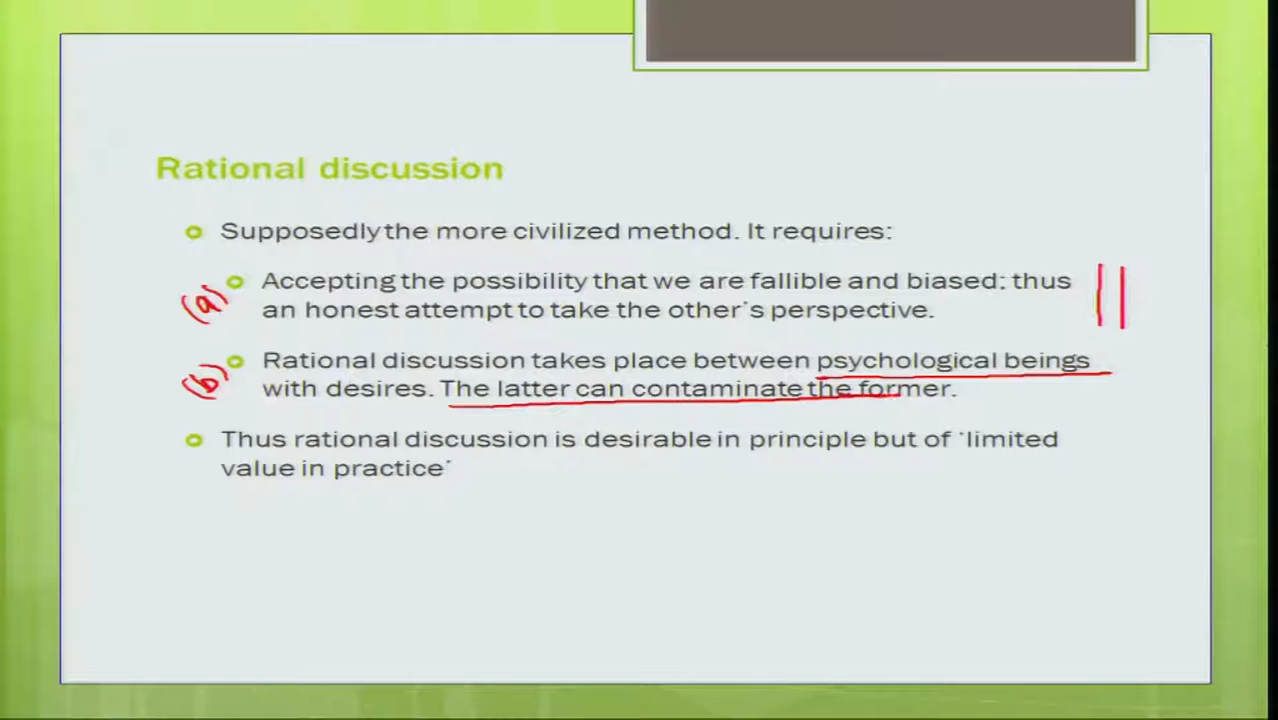 Rational discussion
Supposedly the more civilized method. It requires:
(a) Accepting the possibility that we are fallible and biased; thus
an honest attempt to take the other's perspective.
(b) Rational discussion takes place between psychological beings
with desires. The latter can contaminate the former.
Thus rational discussion is desirable in principle but of 'limited
value in practice'